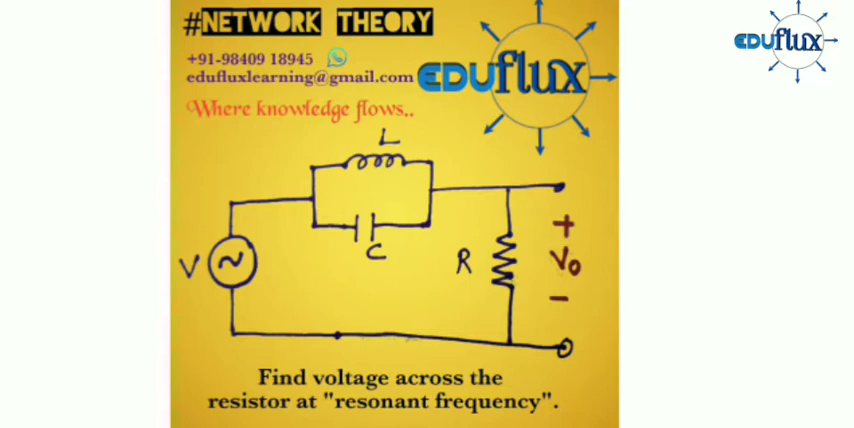 #NETWORK THEORY
+91-98409 18945
edufluxlearning@gmail.com
Where knowledge flows..
EDUflux
EDUflux
L
C
V
R
+
Vo
-
Find voltage across the
resistor at "resonant frequency".